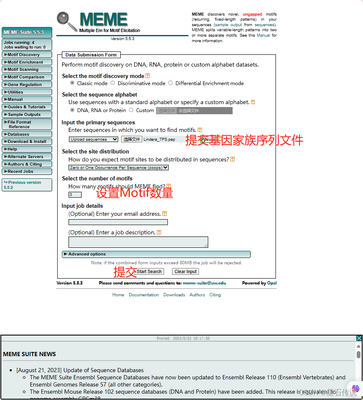 MEME
Multiple Em for Motif Elicitation
Version 5.5.3
MEME discovers novel, ungapped motifs
(recurring, fixed-length patterns) in your
sequences (sample output from sequences).
MEME splits variable-length patterns into two
or more separate motifs. See this Manual for
more information.
MEME Suite 5.5.3
Jobs running: 4
Jobs waiting to run: 0
Motif Discovery
Motif Enrichment
Motif Scanning
Motif Comparison
Gene Regulation
Utilities
Manual
Guides & Tutorials
Sample Outputs
File Format
Reference
Databases
Download & Install
Help
Alternate Servers
Authors & Citing
Recent Jobs
Previous version
5.5.2
Data Submission Form
Perform motif discovery on DNA, RNA, protein or custom alphabet datasets.
Select the motif discovery mode
Classic mode Discriminative mode Differential Enrichment mode
Select the sequence alphabet
Use sequences with a standard alphabet or specify a custom alphabet.
DNA, RNA or Protein Custom
Input the primary sequences
Enter sequences in which you want to find motifs.
Upload sequences 选择文件 Lindera_TPS.pep
提交基因家族序列文件
Select the site distribution
How do you expect motif sites to be distributed in sequences?
Zero or One Occurrence Per Sequence (zoops)
Select the number of motifs
How many motifs should MEME find?
设置Motif数量
Input job details
(Optional) Enter your email address.
(Optional) Enter a job description.
Advanced options
Note: if the combined form inputs exceed 80MB the job will be rejected.
提交
Start Search Clear Input
Version 5.5.3 Please send comments and questions to: meme-suite@uw.edu Powered by Opal
Home Documentation Downloads Authors Citing
MEME SUITE NEWS
[August 21, 2023] Update of Sequence Databases
The MEME Suite Ensembl Sequence Databases have now been updated to Ensembl Release 110 (Ensembl Vertebrates) and
Ensembl Genomes Release 57 (all other categories).
The Ensembl Mouse Release 102 sequence databases (DNA and Protein) have been added. This release is